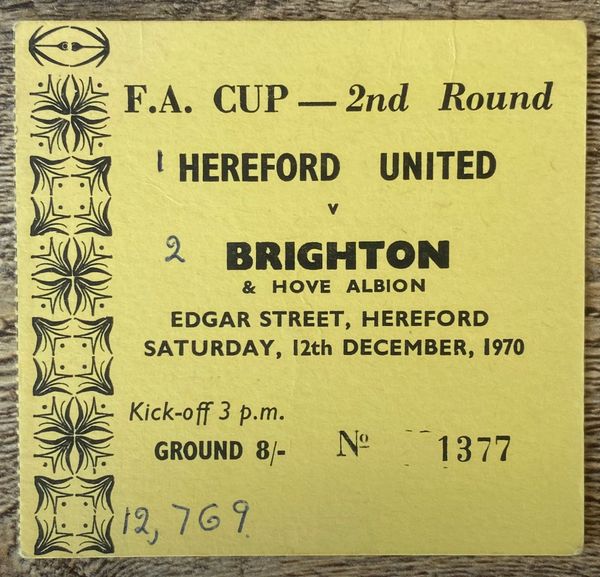 F.A. CUP — 2nd Round
1 HEREFORD UNITED
v
2 BRIGHTON
& HOVE ALBION
EDGAR STREET, HEREFORD
SATURDAY, 12th DECEMBER, 1970
Kick-off 3 p.m.
GROUND 8/- Nº 1377
12,769.